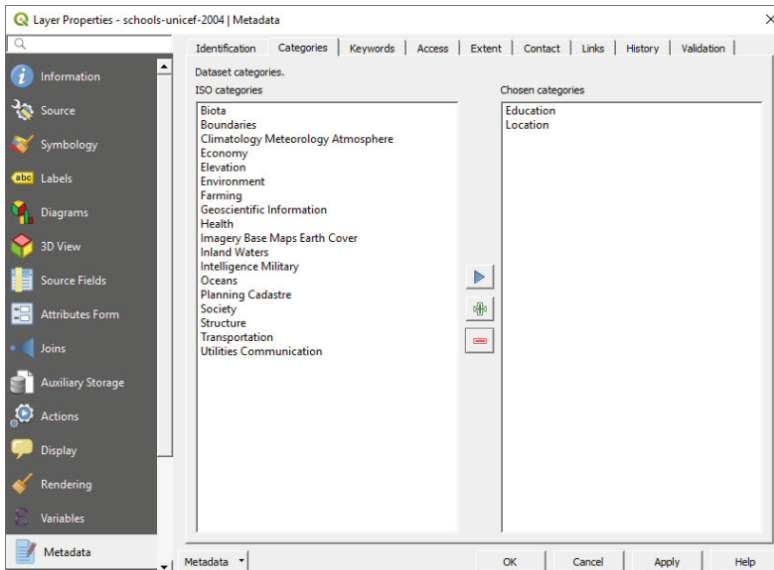 Layer Properties - schools-unicef-2004 | Metadata
Information
Source
Symbology
abc Labels
Diagrams
3D View
Source Fields
Attributes Form
Joins
Auxiliary Storage
Actions
Display
Rendering
Variables
Metadata
Identification Categories Keywords Access Extent Contact Links History Validation
Dataset categories.
ISO categories
Biota
Boundaries
Climatology Meteorology Atmosphere
Economy
Elevation
Environment
Farming
Geoscientific Information
Health
Imagery Base Maps Earth Cover
Inland Waters
Intelligence Military
Oceans
Planning Cadastre
Society
Structure
Transportation
Utilities Communication
Chosen categories
Education
Location
Metadata OK Cancel Apply Help